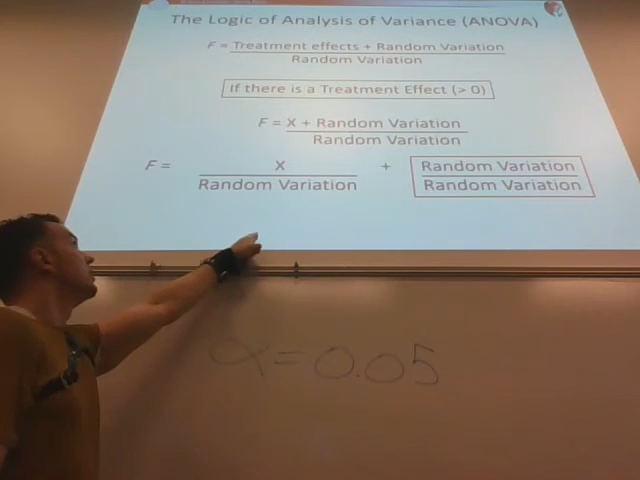 The Logic of Analysis of Variance (ANOVA)
F = Treatment effects + Random Variation
Random Variation
If there is a Treatment Effect (> 0)
F = X + Random Variation
Random Variation
F = X + Random Variation
Random Variation Random Variation
α = 0.05